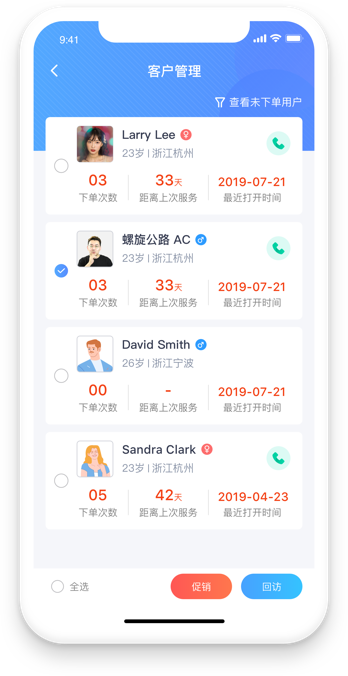 9:41
客户管理
查看未下单用户
Larry Lee
23岁 | 浙江杭州
03 33天 2019-07-21
下单次数 距离上次服务 最近打开时间
螺旋公路 AC
23岁 | 浙江杭州
03 33天 2019-07-21
下单次数 距离上次服务 最近打开时间
David Smith
26岁 | 浙江宁波
00 - 2019-07-21
下单次数 距离上次服务 最近打开时间
Sandra Clark
23岁 | 浙江杭州
05 42天 2019-04-23
下单次数 距离上次服务 最近打开时间
全选 促销 回访